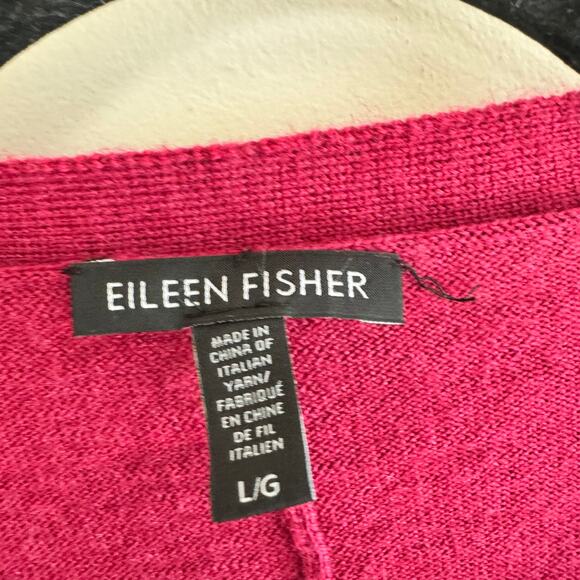 EILEEN FISHER
MADE IN
CHINA OF
ITALIAN
YARN/
FABRIQUÉ
EN CHINE
DE FIL
ITALIEN
L/G